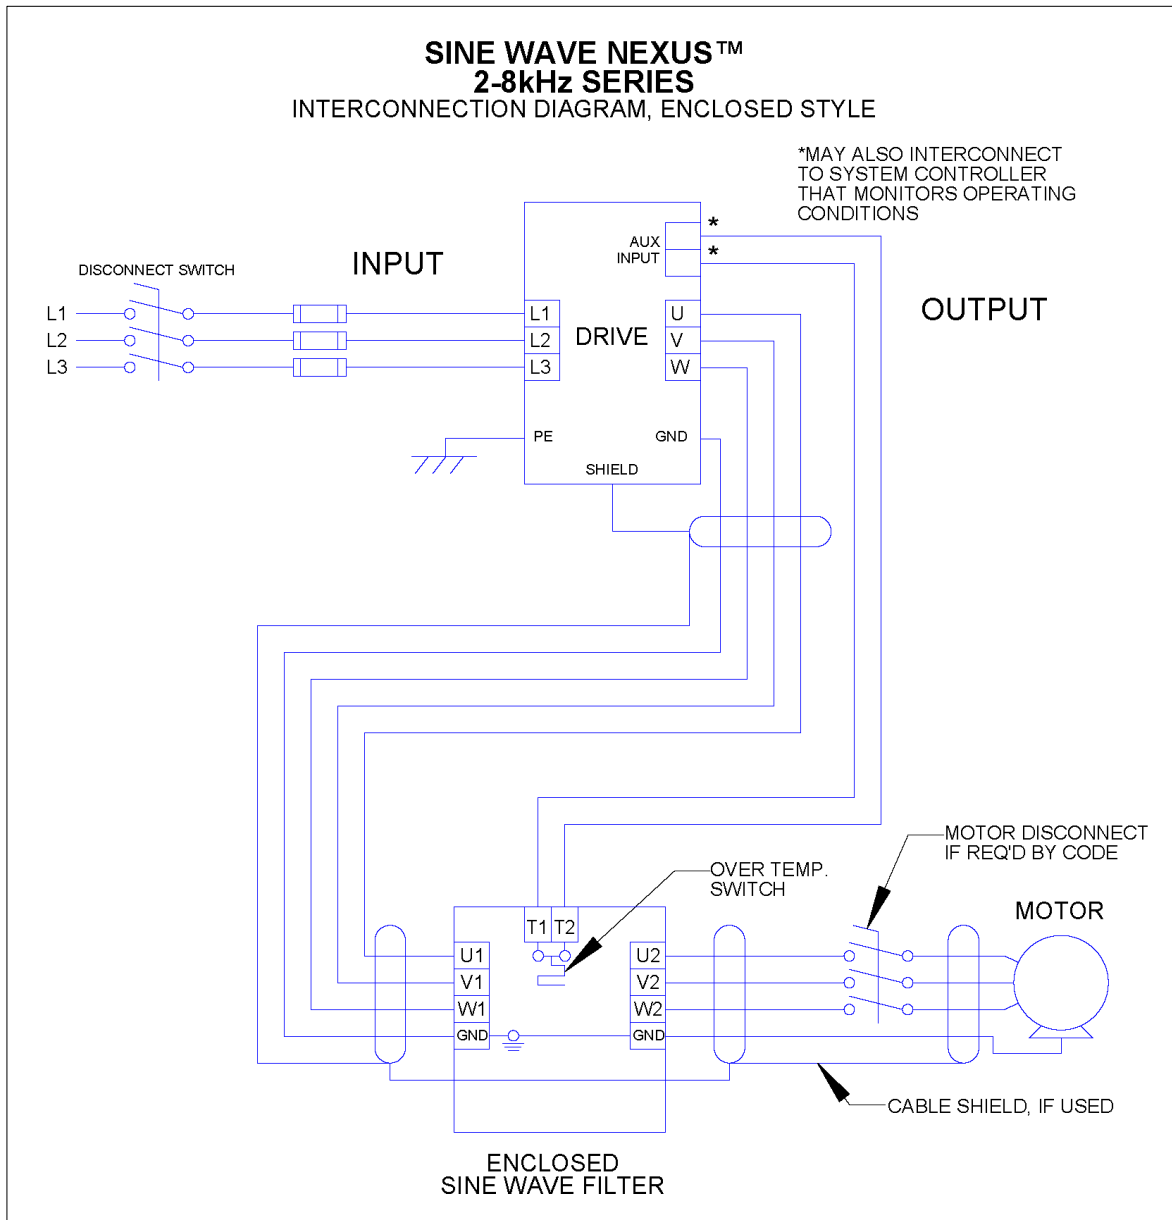 SINE WAVE NEXUS™
2-8kHz SERIES
INTERCONNECTION DIAGRAM, ENCLOSED STYLE
*MAY ALSO INTERCONNECT
TO SYSTEM CONTROLLER
THAT MONITORS OPERATING
CONDITIONS
*
AUX
INPUT
*
INPUT
DISCONNECT SWITCH
OUTPUT
L1
L1
U
L2
L2
DRIVE
V
L3
L3
W
PE
GND
SHIELD
MOTOR DISCONNECT
IF REQ'D BY CODE
OVER TEMP.
SWITCH
MOTOR
T1
T2
U1
U2
V1
V2
W1
W2
GND
GND
CABLE SHIELD, IF USED
ENCLOSED
SINE WAVE FILTER